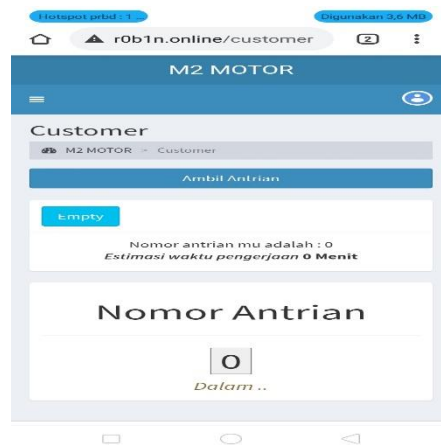 Hotspot prbd : 1 ...
Digunakan 3,6 MB
r0b1n.online/customer
2
M2 MOTOR
Customer
M2 MOTOR > Customer
Ambil Antrian
Empty
Nomor antrian mu adalah : 0
Estimasi waktu pengerjaan 0 Menit
Nomor Antrian
0
Dalam ..